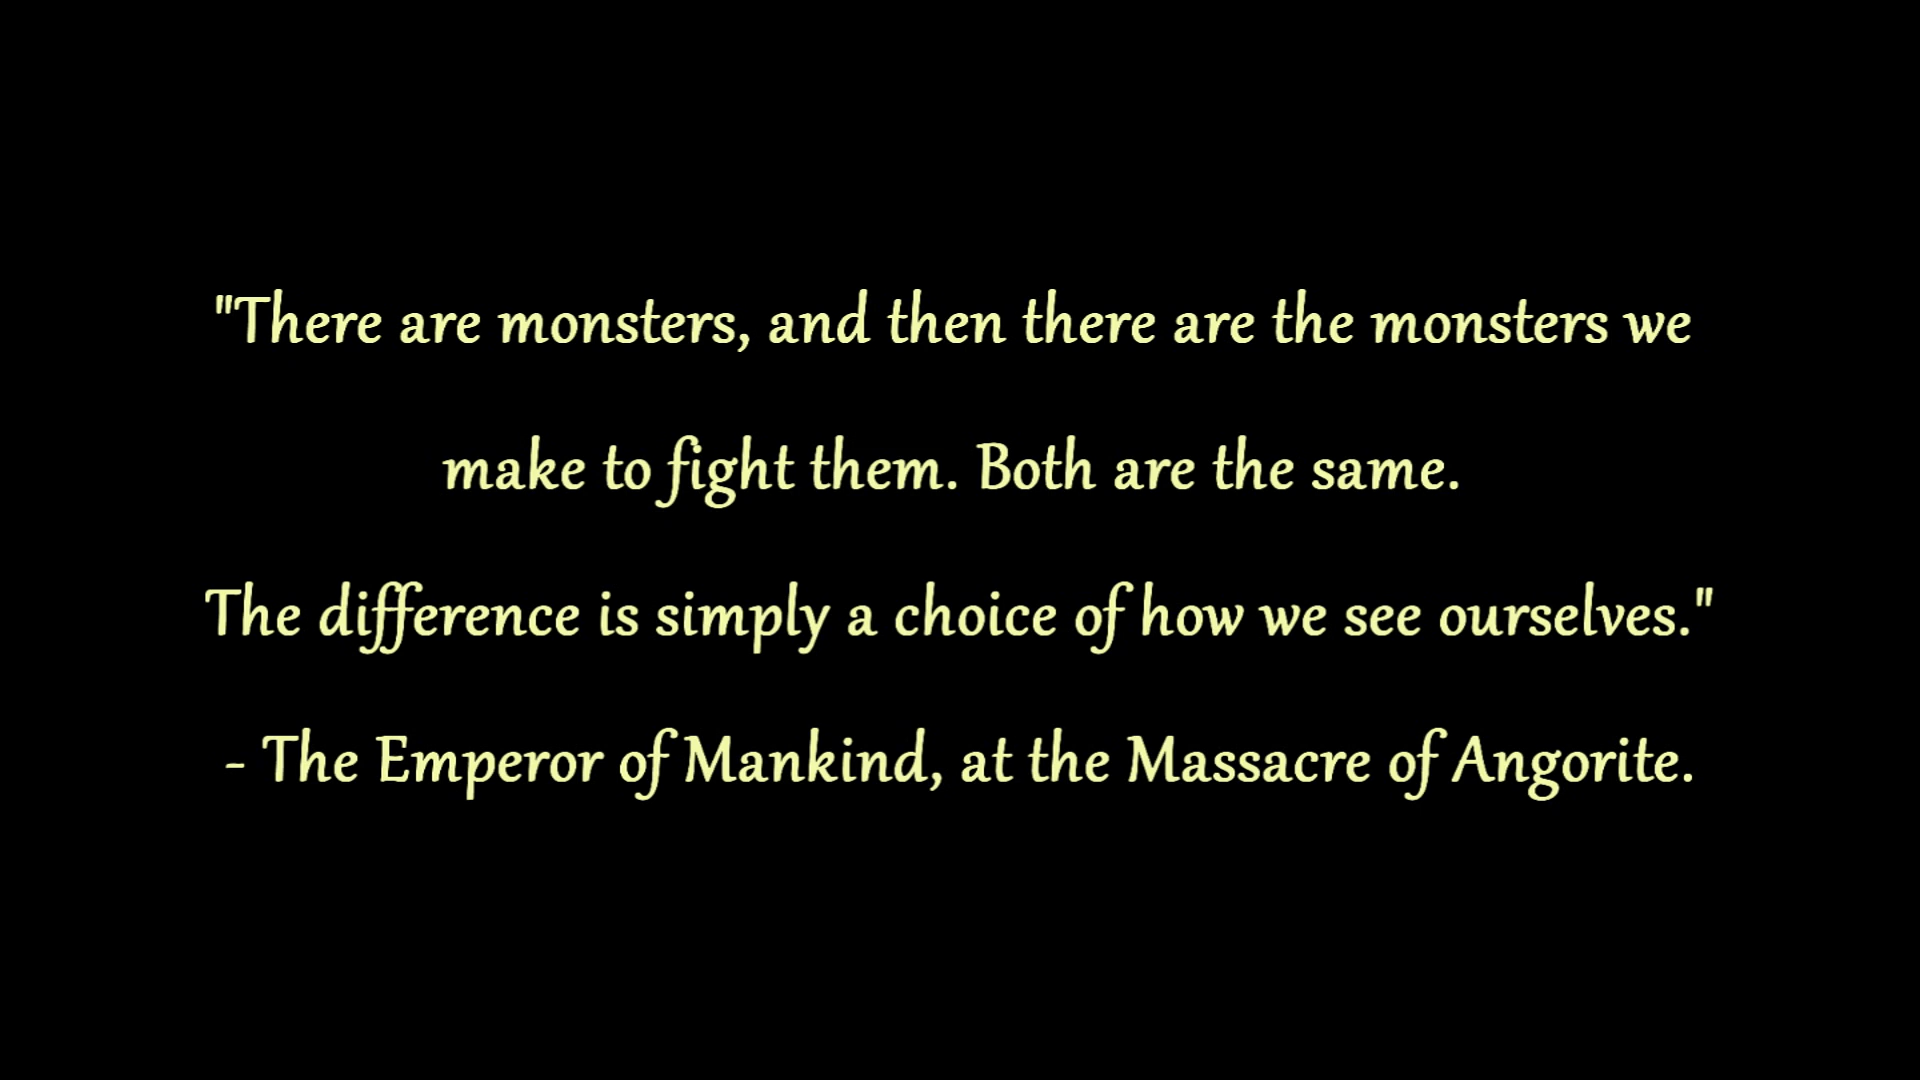 "There are monsters, and then there are the monsters we
make to fight them. Both are the same.
The difference is simply a choice of how we see ourselves."
- The Emperor of Mankind, at the Massacre of Angorite.